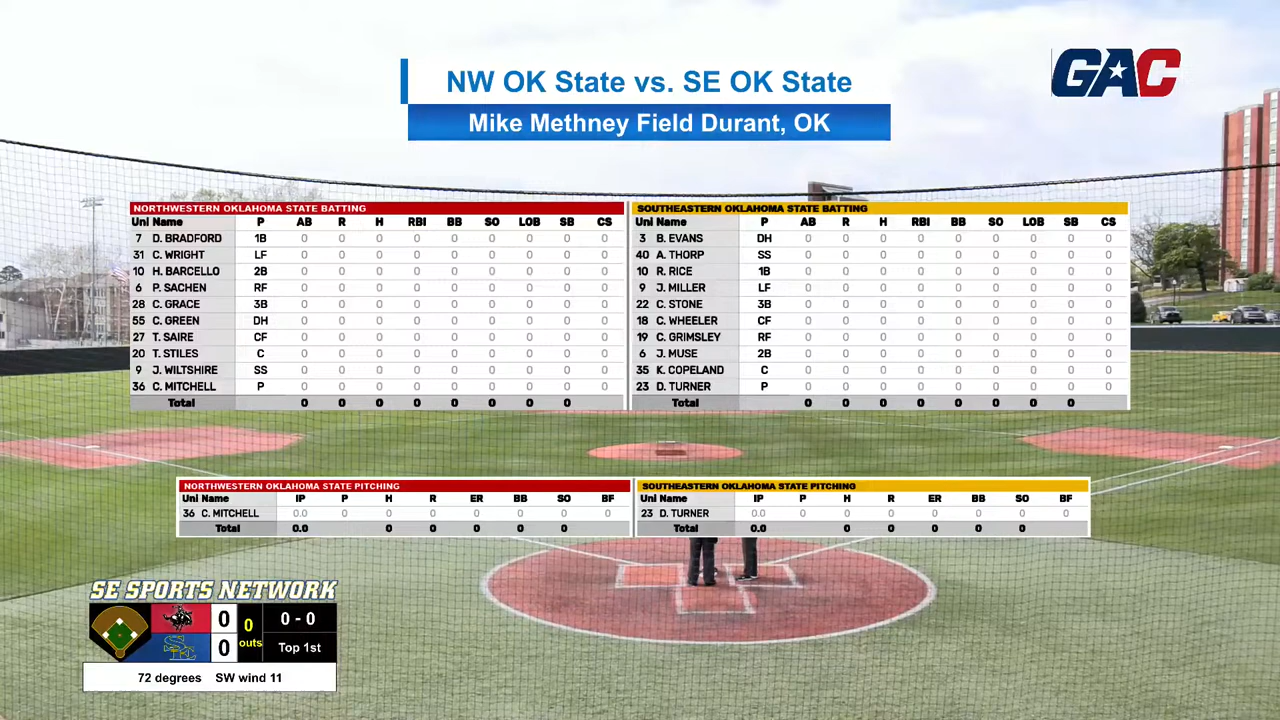 GAC
NW OK State vs. SE OK State
Mike Methney Field Durant, OK
NORTHWESTERN OKLAHOMA STATE BATTING
Uni Name P AB R H RBI BB SO LOB SB CS
7 D. BRADFORD 1B 0 0 0 0 0 0 0 0 0
31 C. WRIGHT LF 0 0 0 0 0 0 0 0 0
10 H. BARCELLO 2B 0 0 0 0 0 0 0 0 0
6 P. SACHEN RF 0 0 0 0 0 0 0 0 0
28 C. GRACE 3B 0 0 0 0 0 0 0 0 0
55 C. GREEN DH 0 0 0 0 0 0 0 0 0
27 T. SAIRE CF 0 0 0 0 0 0 0 0 0
20 T. STILES C 0 0 0 0 0 0 0 0 0
9 J. WILTSHIRE SS 0 0 0 0 0 0 0 0 0
36 C. MITCHELL P 0 0 0 0 0 0 0 0 0
Total 0 0 0 0 0 0 0 0
SOUTHEASTERN OKLAHOMA STATE BATTING
Uni Name P AB R H RBI BB SO LOB SB CS
3 B. EVANS DH 0 0 0 0 0 0 0 0 0
40 A. THORP SS 0 0 0 0 0 0 0 0 0
10 R. RICE 1B 0 0 0 0 0 0 0 0 0
9 J. MILLER LF 0 0 0 0 0 0 0 0 0
22 C. STONE 3B 0 0 0 0 0 0 0 0 0
18 C. WHEELER CF 0 0 0 0 0 0 0 0 0
19 C. GRIMSLEY RF 0 0 0 0 0 0 0 0 0
6 J. MUSE 2B 0 0 0 0 0 0 0 0 0
35 K. COPELAND C 0 0 0 0 0 0 0 0 0
23 D. TURNER P 0 0 0 0 0 0 0 0 0
Total 0 0 0 0 0 0 0 0
NORTHWESTERN OKLAHOMA STATE PITCHING
Uni Name IP P H R ER BB SO BF
36 C. MITCHELL 0.0 0 0 0 0 0 0 0
Total 0.0 0 0 0 0 0
SOUTHEASTERN OKLAHOMA STATE PITCHING
Uni Name IP P H R ER BB SO BF
23 D. TURNER 0.0 0 0 0 0 0 0 0
Total 0.0 0 0 0 0 0
SE SPORTS NETWORK
0 0 outs 0 - 0
SE 0 Top 1st
72 degrees SW wind 11